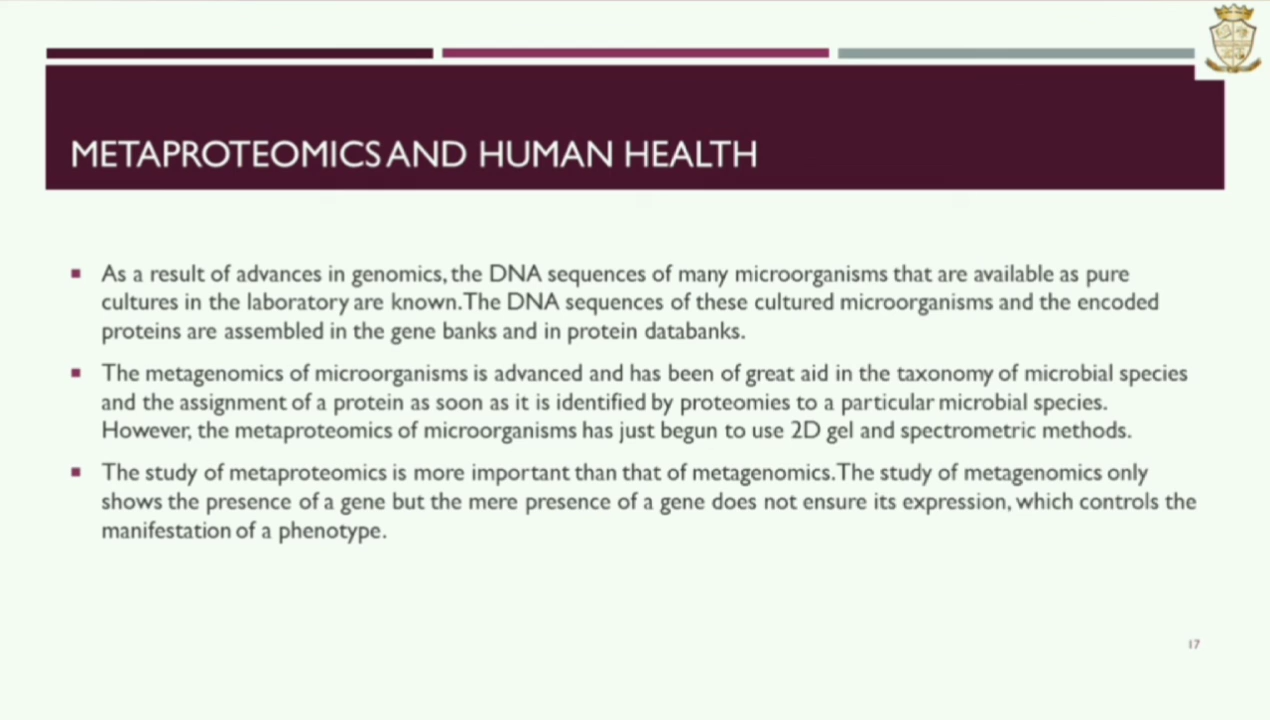 METAPROTEOMICS AND HUMAN HEALTH
As a result of advances in genomics, the DNA sequences of many microorganisms that are available as pure
cultures in the laboratory are known. The DNA sequences of these cultured microorganisms and the encoded
proteins are assembled in the gene banks and in protein databanks.
The metagenomics of microorganisms is advanced and has been of great aid in the taxonomy of microbial species
and the assignment of a protein as soon as it is identified by proteomies to a particular microbial species.
However, the metaproteomics of microorganisms has just begun to use 2D gel and spectrometric methods.
The study of metaproteomics is more important than that of metagenomics. The study of metagenomics only
shows the presence of a gene but the mere presence of a gene does not ensure its expression, which controls the
manifestation of a phenotype.
17